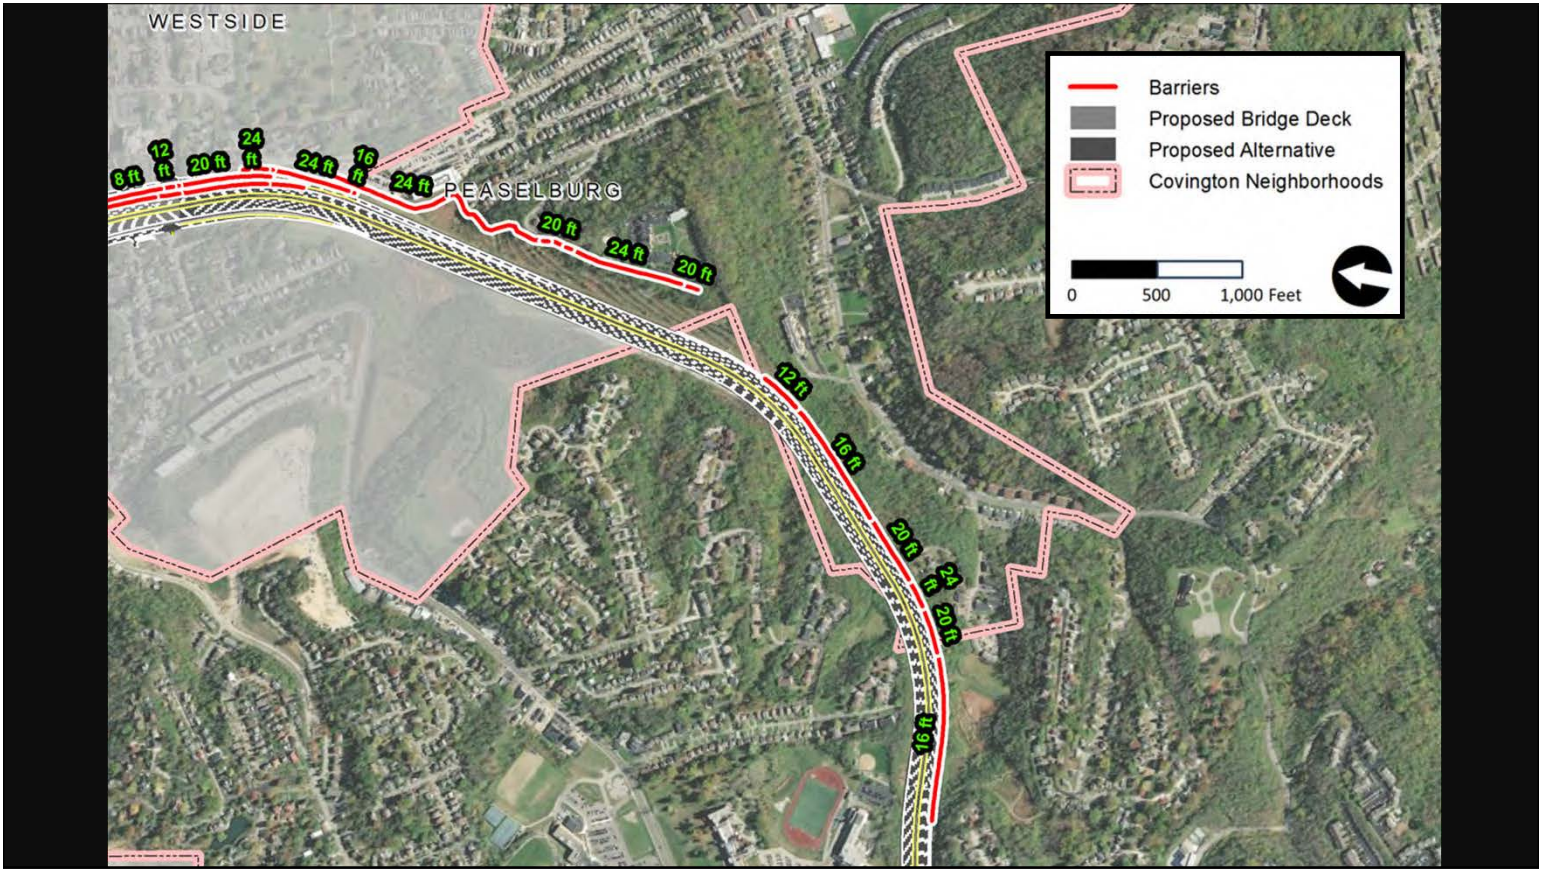 WESTSIDE
8 ft
12
ft
20 ft
24
ft
24 ft
16
ft
24 ft
PEASELBURG
20 ft
24 ft
20 ft
12 ft
16 ft
20 ft
24
ft
20 ft
16 ft
Barriers
Proposed Bridge Deck
Proposed Alternative
Covington Neighborhoods
0 500 1,000 Feet